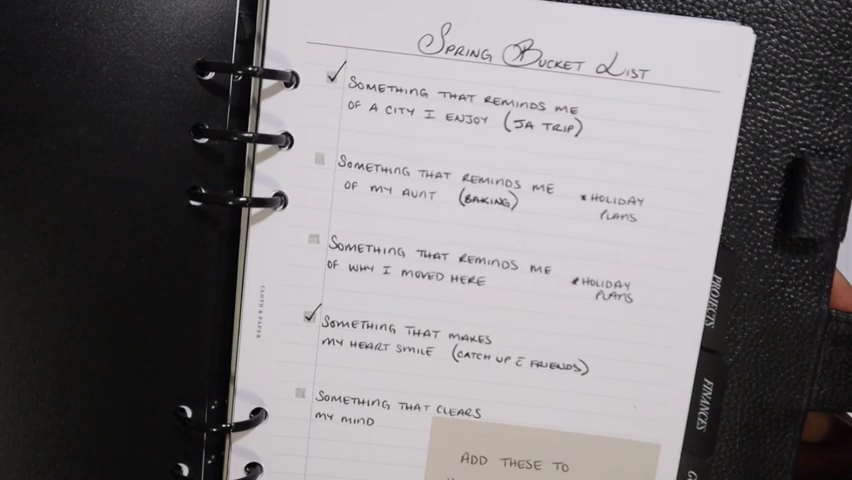 SPRING BUCKET LIST
SOMETHING THAT REMINDS ME
OF A CITY I ENJOY (JA TRIP)
SOMETHING THAT REMINDS ME
OF MY AUNT (BAKING)
*HOLIDAY
PLANS
SOMETHING THAT REMINDS ME
OF WHY I MOVED HERE
*HOLIDAY
PLANS
SOMETHING THAT MAKES
MY HEART SMILE (CATCH UP C̄ FRIENDS)
SOMETHING THAT CLEARS
MY MIND
ADD THESE TO
CLOTH & PAPER
PROJECTS
FINANCES